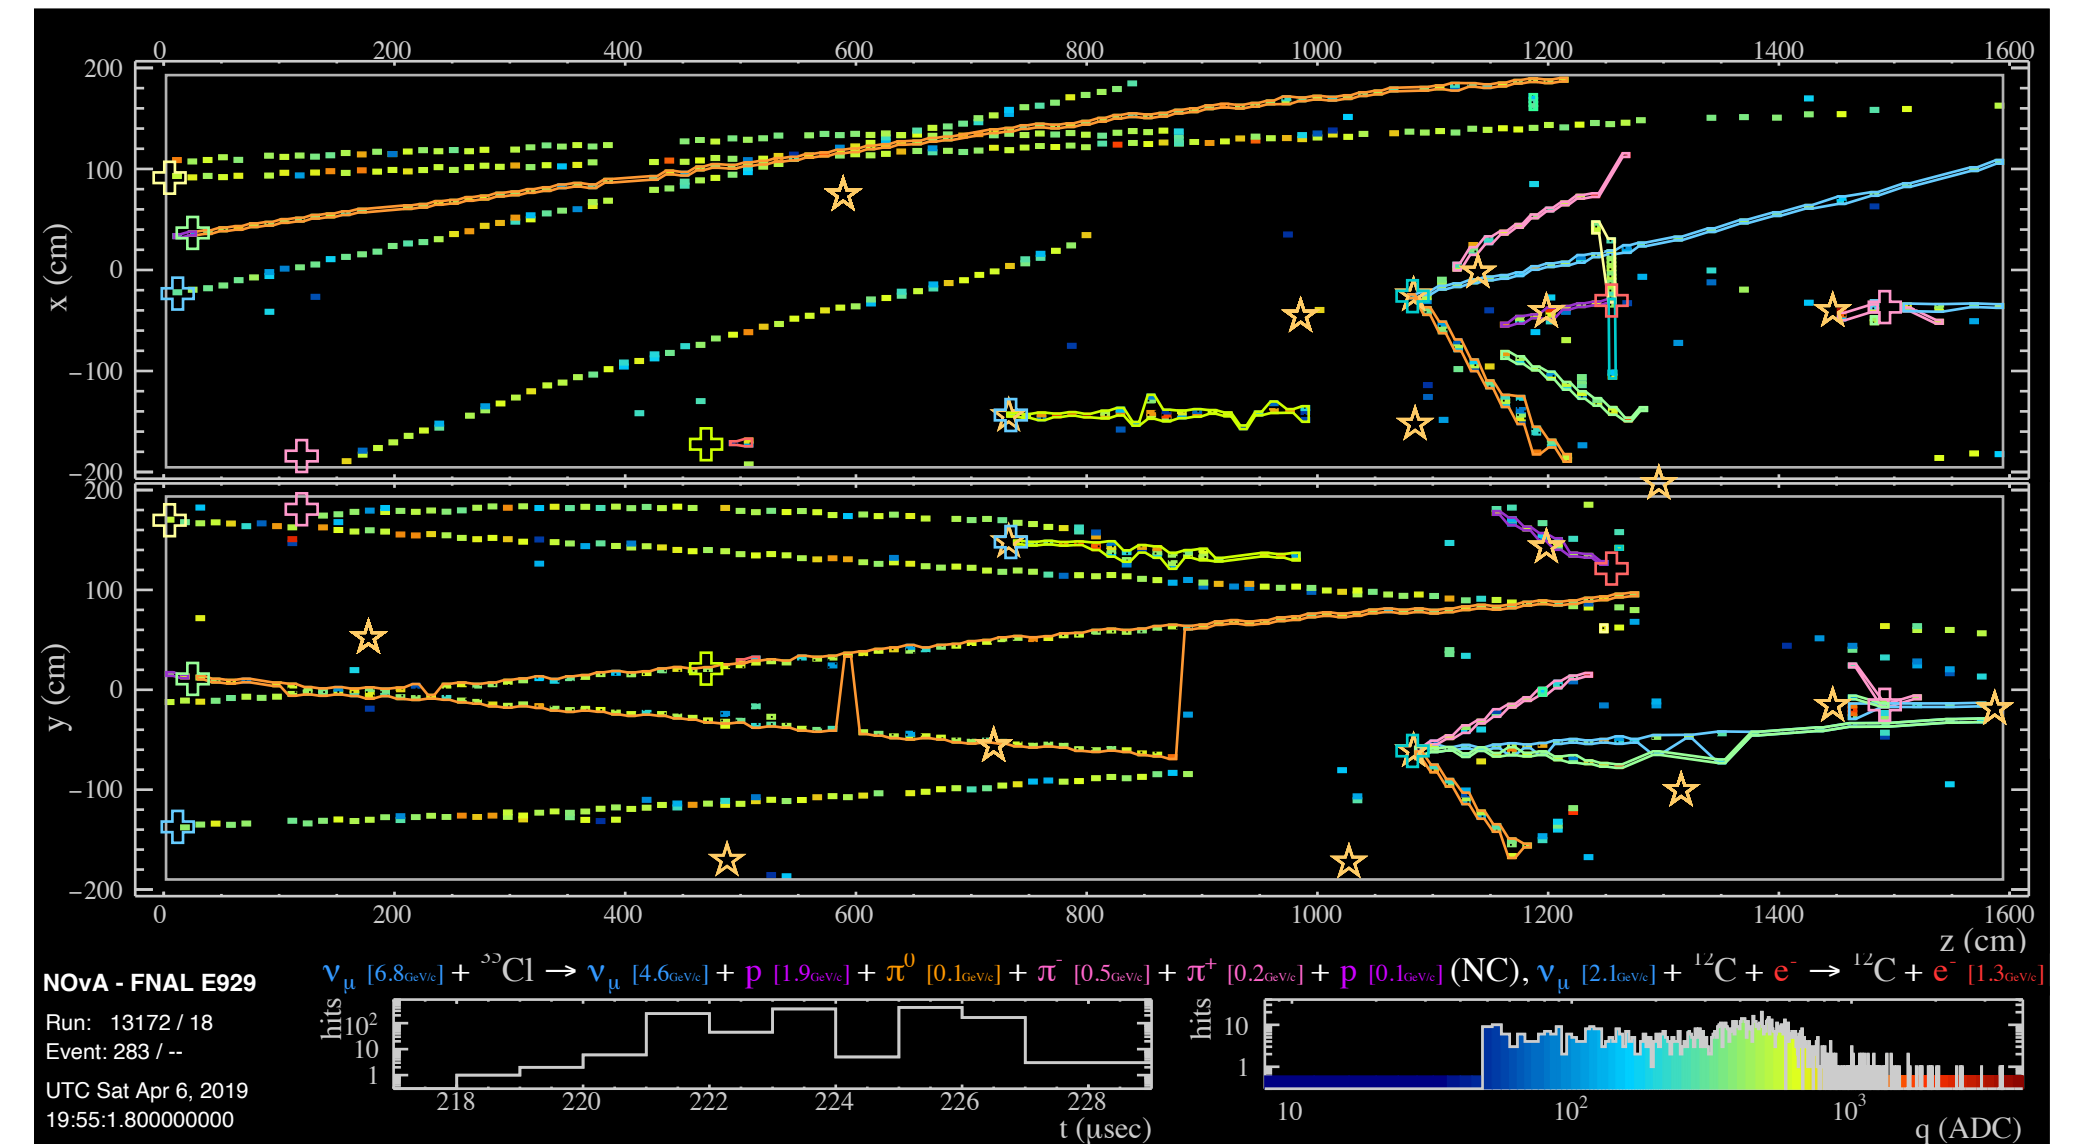 0 200 400 600 800 1000 1200 1400 1600
200
100
0
−100
−200
x (cm)
200
100
0
−100
−200
y (cm)
0 200 400 600 800 1000 1200 1400 1600
z (cm)
νμ [6.8GeV/c] + Cl → νμ [4.6GeV/c] + p [1.9GeV/c] + π0 [0.1GeV/c] + π- [0.5GeV/c] + π+ [0.2GeV/c] + p [0.1GeV/c] (NC), νμ [2.1GeV/c] + 12C + e- → 12C + e- [1.3GeV/c]
NOvA - FNAL E929
Run: 13172 / 18
Event: 283 / --
UTC Sat Apr 6, 2019
19:55:1.800000000
hits
10²
10
1
218 220 222 224 226 228
t (μsec)
hits
10
1
10 10² 10³
q (ADC)